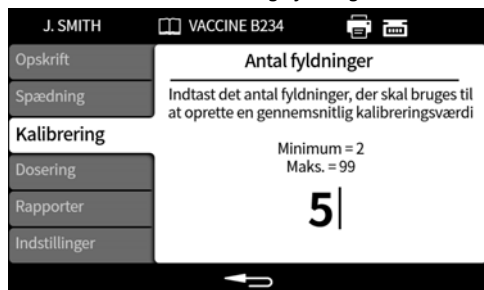 J. SMITH
VACCINE B234
Opskrift
Spædning
Kalibrering
Dosering
Rapporter
Indstillinger
Antal fyldninger
Indtast det antal fyldninger, der skal bruges til
at oprette en gennemsnitlig kalibreringsværdi
Minimum = 2
Maks. = 99
5